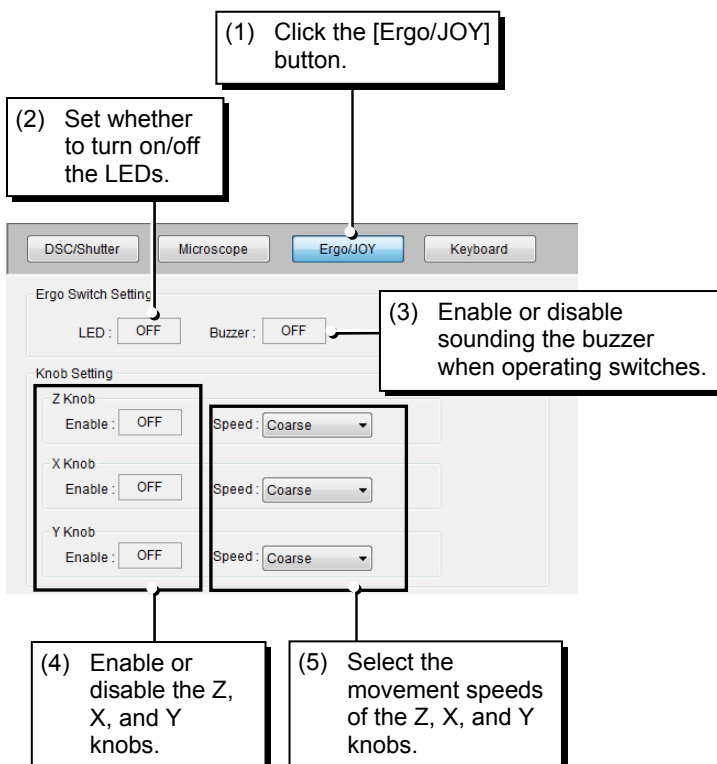 (1) Click the [Ergo/JOY]
button.
(2) Set whether
to turn on/off
the LEDs.
DSC/Shutter Microscope Ergo/JOY Keyboard
Ergo Switch Setting
LED : OFF Buzzer : OFF
(3) Enable or disable
sounding the buzzer
when operating switches.
Knob Setting
Z Knob
Enable : OFF Speed : Coarse
X Knob
Enable : OFF Speed : Coarse
Y Knob
Enable : OFF Speed : Coarse
(4) Enable or
disable the Z,
X, and Y
knobs.
(5) Select the
movement speeds
of the Z, X, and Y
knobs.